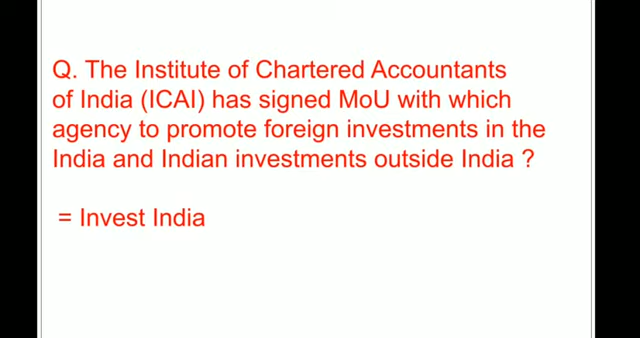 Q. The Institute of Chartered Accountants
of India (ICAI) has signed MoU with which
agency to promote foreign investments in the
India and Indian investments outside India ?
= Invest India